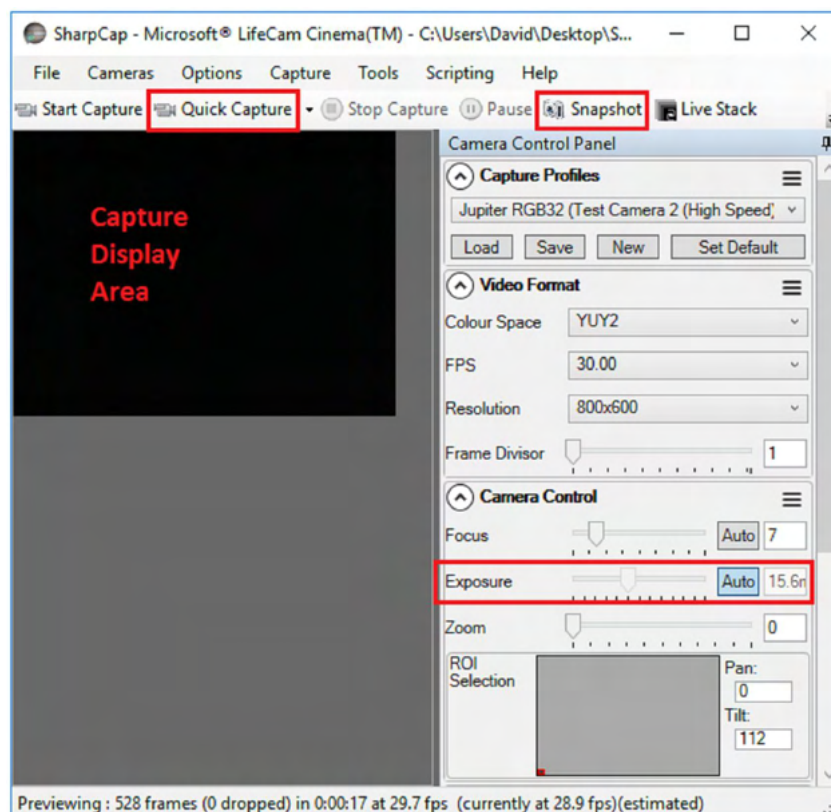 SharpCap - Microsoft® LifeCam Cinema(TM) - C:\Users\David\Desktop\S...
File Cameras Options Capture Tools Scripting Help
Start Capture Quick Capture Stop Capture Pause Snapshot Live Stack
Capture
Display
Area
Camera Control Panel
Capture Profiles
Jupiter RGB32 (Test Camera 2 (High Speed)
Load Save New Set Default
Video Format
Colour Space YUY2
FPS 30.00
Resolution 800x600
Frame Divisor 1
Camera Control
Focus Auto 7
Exposure Auto 15.6m
Zoom 0
ROI
Selection
Pan:
0
Tilt:
112
Previewing : 528 frames (0 dropped) in 0:00:17 at 29.7 fps (currently at 28.9 fps)(estimated)